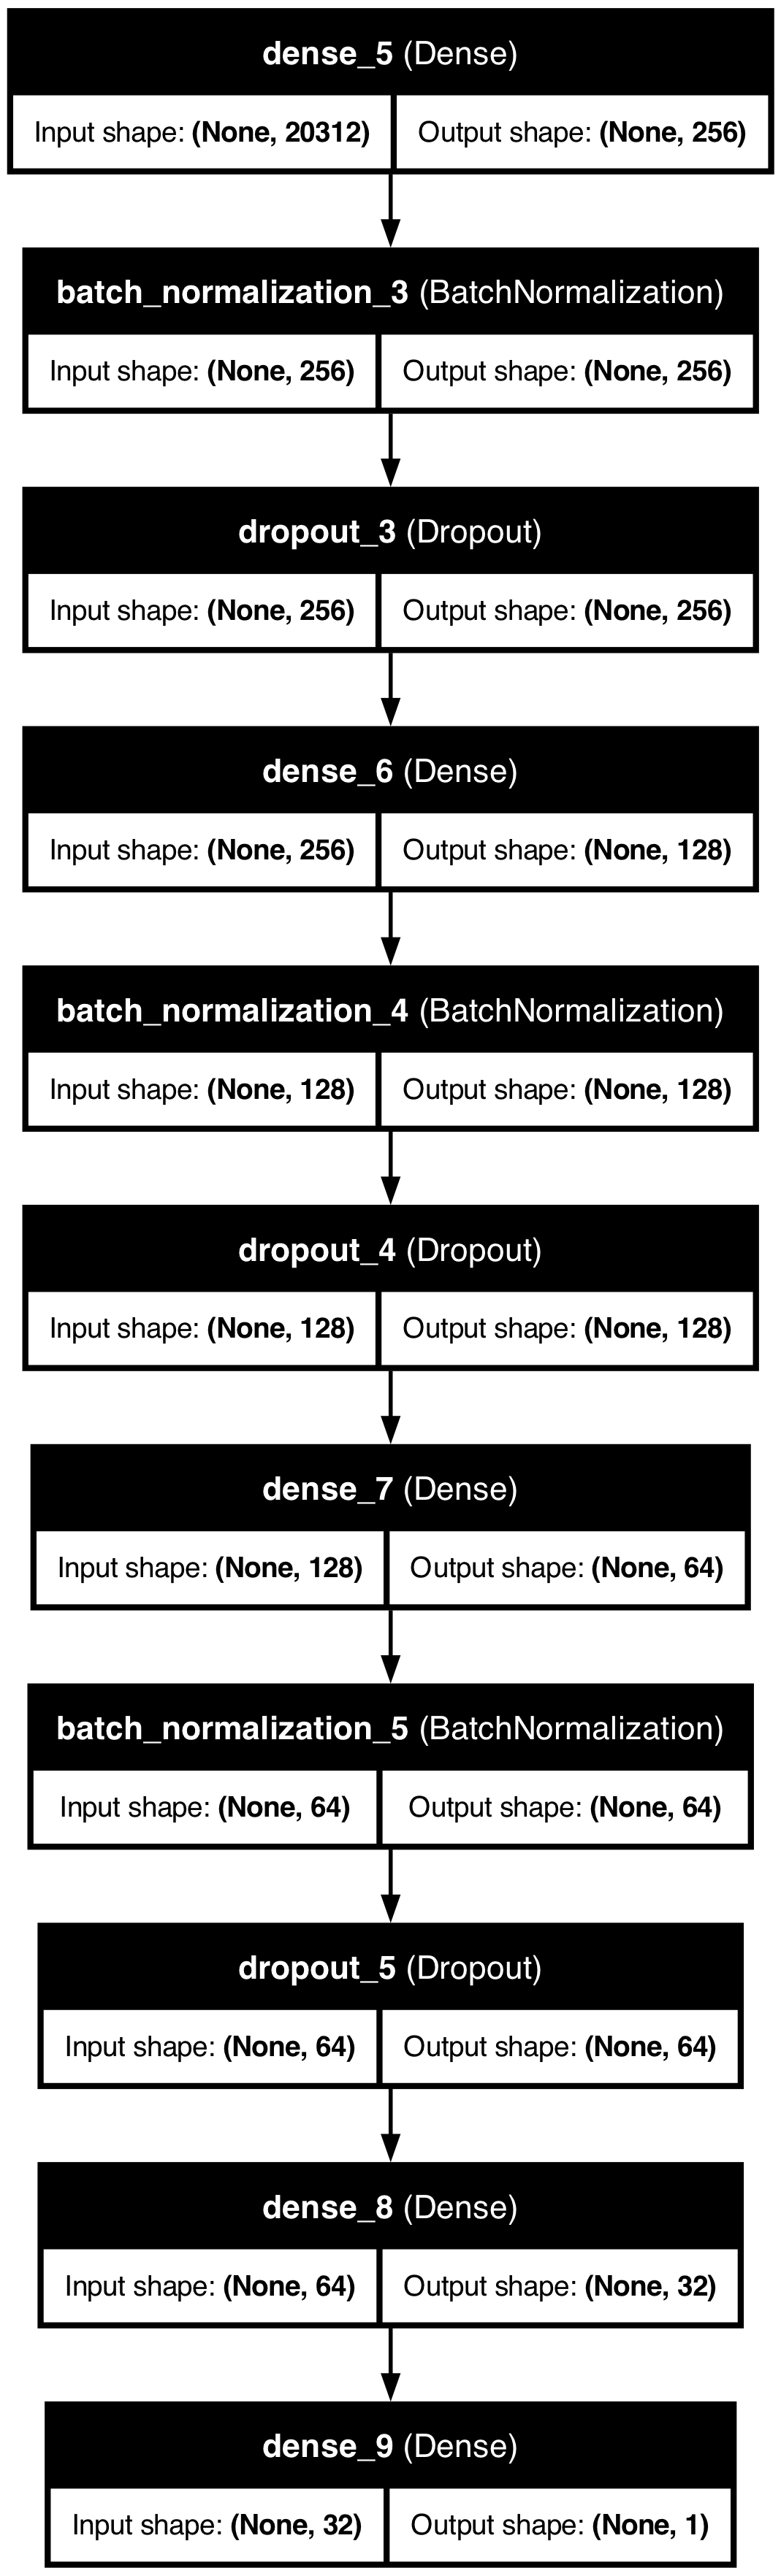 dense_5 (Dense)
Input shape: (None, 20312) Output shape: (None, 256)
batch_normalization_3 (BatchNormalization)
Input shape: (None, 256) Output shape: (None, 256)
dropout_3 (Dropout)
Input shape: (None, 256) Output shape: (None, 256)
dense_6 (Dense)
Input shape: (None, 256) Output shape: (None, 128)
batch_normalization_4 (BatchNormalization)
Input shape: (None, 128) Output shape: (None, 128)
dropout_4 (Dropout)
Input shape: (None, 128) Output shape: (None, 128)
dense_7 (Dense)
Input shape: (None, 128) Output shape: (None, 64)
batch_normalization_5 (BatchNormalization)
Input shape: (None, 64) Output shape: (None, 64)
dropout_5 (Dropout)
Input shape: (None, 64) Output shape: (None, 64)
dense_8 (Dense)
Input shape: (None, 64) Output shape: (None, 32)
dense_9 (Dense)
Input shape: (None, 32) Output shape: (None, 1)